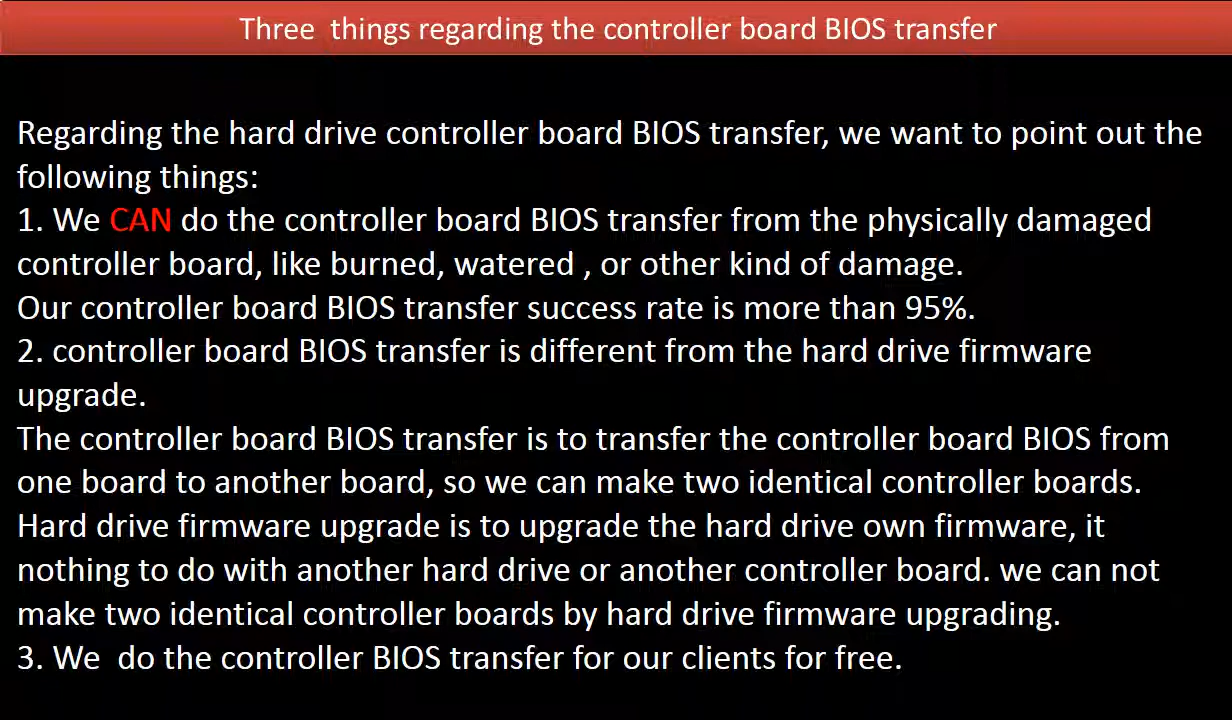 Three  things regarding the controller board BIOS transfer
Regarding the hard drive controller board BIOS transfer, we want to point out the
following things:
1. We CAN do the controller board BIOS transfer from the physically damaged
controller board, like burned, watered , or other kind of damage.
Our controller board BIOS transfer success rate is more than 95%.
2. controller board BIOS transfer is different from the hard drive firmware
upgrade.
The controller board BIOS transfer is to transfer the controller board BIOS from
one board to another board, so we can make two identical controller boards.
Hard drive firmware upgrade is to upgrade the hard drive own firmware, it
nothing to do with another hard drive or another controller board. we can not
make two identical controller boards by hard drive firmware upgrading.
3. We  do the controller BIOS transfer for our clients for free.